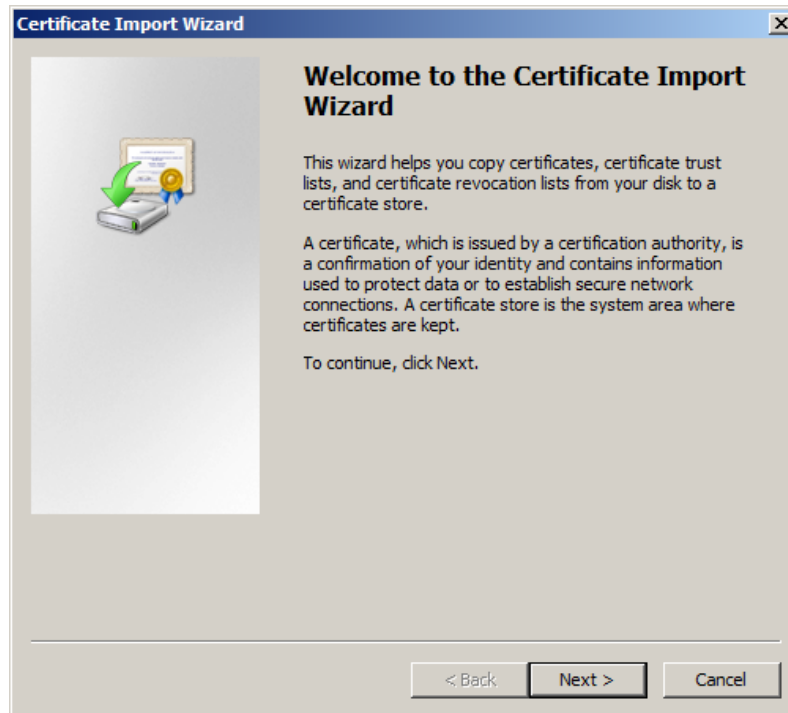 Certificate Import Wizard
Welcome to the Certificate Import
Wizard
This wizard helps you copy certificates, certificate trust
lists, and certificate revocation lists from your disk to a
certificate store.
A certificate, which is issued by a certification authority, is
a confirmation of your identity and contains information
used to protect data or to establish secure network
connections. A certificate store is the system area where
certificates are kept.
To continue, click Next.
< Back
Next >
Cancel